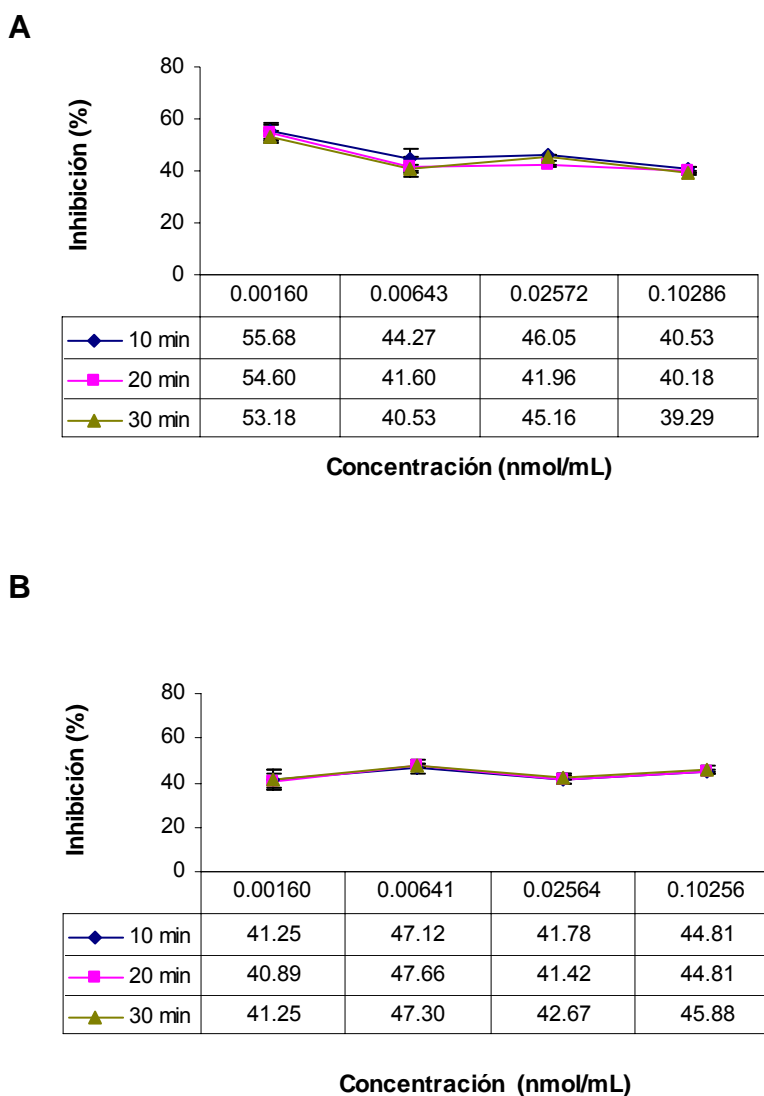 A
80
60
40
20
0
Inhibición (%)
0.00160 0.00643 0.02572 0.10286
10 min 55.68 44.27 46.05 40.53
20 min 54.60 41.60 41.96 40.18
30 min 53.18 40.53 45.16 39.29
Concentración (nmol/mL)
B
80
60
40
20
0
Inhibición (%)
0.00160 0.00641 0.02564 0.10256
10 min 41.25 47.12 41.78 44.81
20 min 40.89 47.66 41.42 44.81
30 min 41.25 47.30 42.67 45.88
Concentración (nmol/mL)